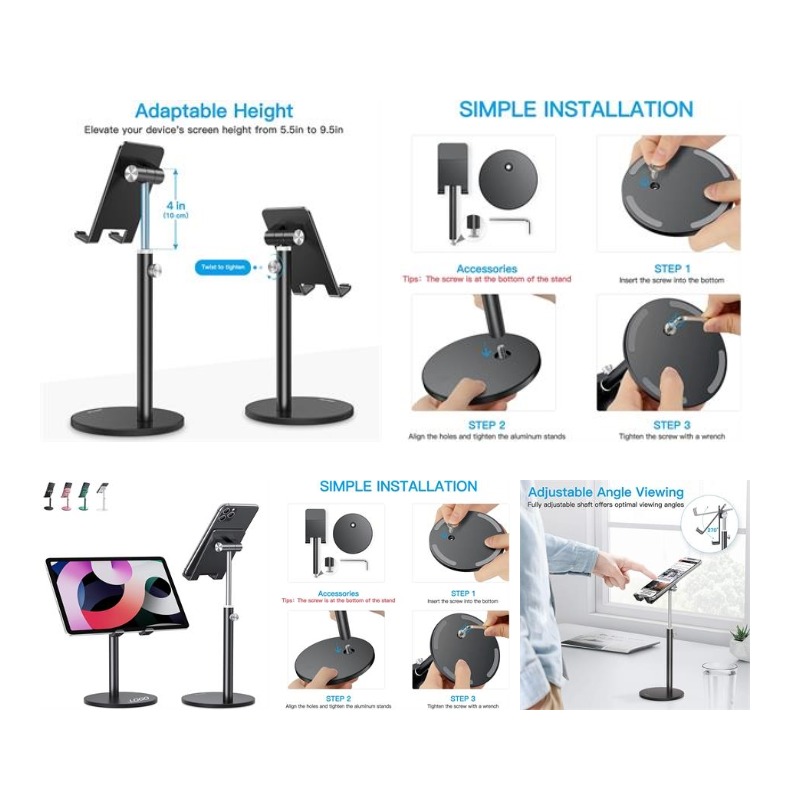 Adaptable Height
Elevate your device's screen height from 5.5in to 9.5in
4 in
(10 cm)
Twist to tighten
SIMPLE INSTALLATION
Accessories
Tips: The screw is at the bottom of the stand
STEP 1
Insert the screw into the bottom
STEP 2
Align the holes and tighten the aluminum stands
STEP 3
Tighten the screw with a wrench
LOGO
SIMPLE INSTALLATION
Accessories
Tips: The screw is at the bottom of the stand
STEP 1
Insert the screw into the bottom
STEP 2
Align the holes and tighten the aluminum stands
STEP 3
Tighten the screw with a wrench
Adjustable Angle Viewing
Fully adjustable shaft offers optimal viewing angles
270°